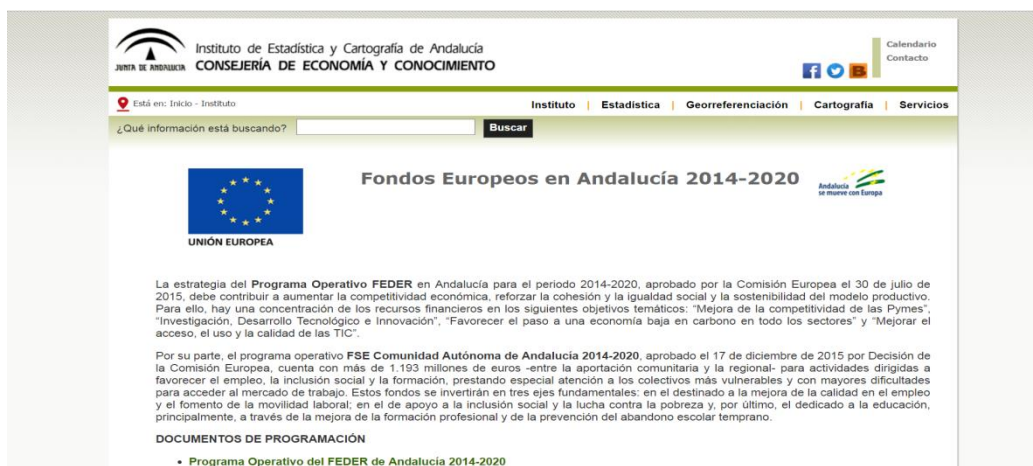 Instituto de Estadística y Cartografía de Andalucía
JUNTA DE ANDALUCIA
CONSEJERÍA DE ECONOMÍA Y CONOCIMIENTO
Calendario
Contacto
Está en: Inicio - Instituto
Instituto | Estadística | Georreferenciación | Cartografía | Servicios
¿Qué información está buscando?
Buscar
UNIÓN EUROPEA
Fondos Europeos en Andalucía 2014-2020
Andalucía
se mueve con Europa
La estrategia del Programa Operativo FEDER en Andalucía para el periodo 2014-2020, aprobado por la Comisión Europea el 30 de julio de
2015, debe contribuir a aumentar la competitividad económica, reforzar la cohesión y la igualdad social y la sostenibilidad del modelo productivo.
Para ello, hay una concentración de los recursos financieros en los siguientes objetivos temáticos: “Mejora de la competitividad de las Pymes”,
“Investigación, Desarrollo Tecnológico e Innovación”, “Favorecer el paso a una economía baja en carbono en todo los sectores” y “Mejorar el
acceso, el uso y la calidad de las TIC”.
Por su parte, el programa operativo FSE Comunidad Autónoma de Andalucía 2014-2020, aprobado el 17 de diciembre de 2015 por Decisión de
la Comisión Europea, cuenta con más de 1.193 millones de euros -entre la aportación comunitaria y la regional- para actividades dirigidas a
favorecer el empleo, la inclusión social y la formación, prestando especial atención a los colectivos más vulnerables y con mayores dificultades
para acceder al mercado de trabajo. Estos fondos se invertirán en tres ejes fundamentales: en el destinado a la mejora de la calidad en el empleo
y el fomento de la movilidad laboral; en el de apoyo a la inclusión social y la lucha contra la pobreza y, por último, el dedicado a la educación,
principalmente, a través de la mejora de la formación profesional y de la prevención del abandono escolar temprano.
DOCUMENTOS DE PROGRAMACIÓN
• Programa Operativo del FEDER de Andalucía 2014-2020